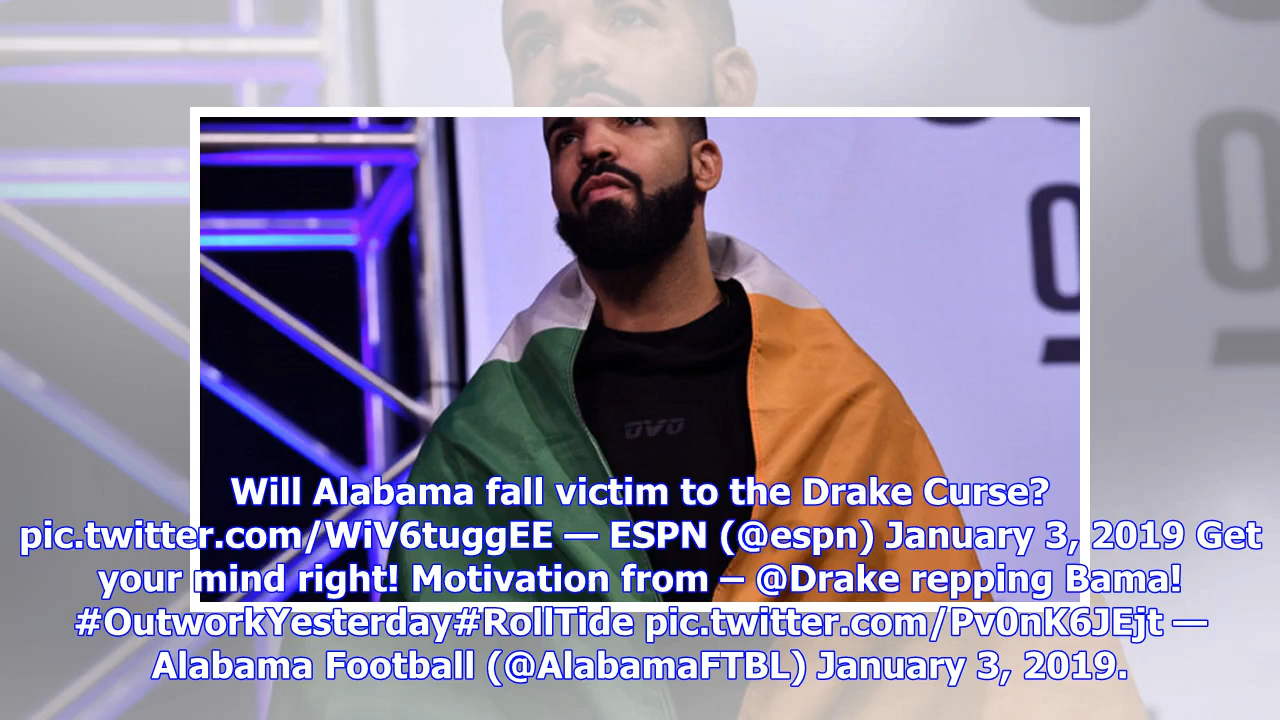 OVO
Will Alabama fall victim to the Drake Curse?
pic.twitter.com/WiV6tuggEE — ESPN (@espn) January 3, 2019 Get
your mind right! Motivation from – @Drake repping Bama!
#OutworkYesterday#RollTide pic.twitter.com/Pv0nK6JEjt —
Alabama Football (@AlabamaFTBL) January 3, 2019.